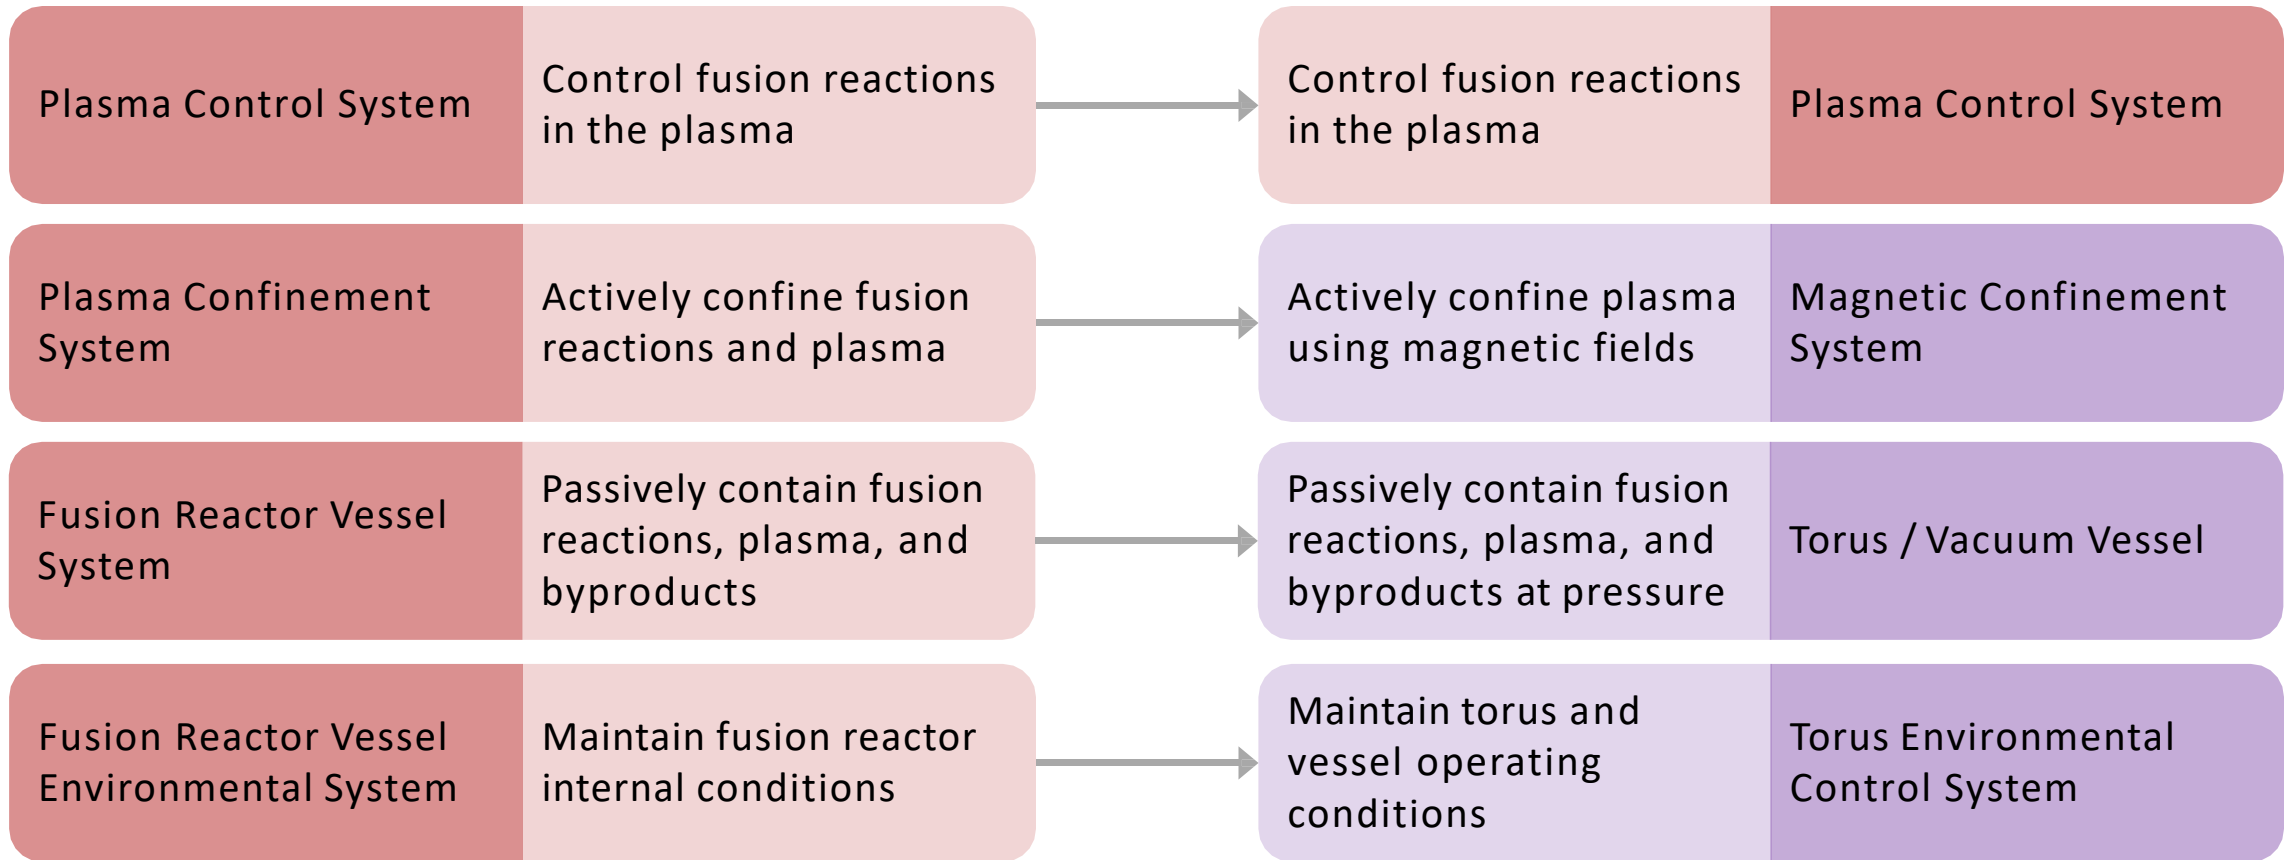 Plasma Control System
Control fusion reactions
in the plasma
Control fusion reactions
in the plasma
Plasma Control System
Plasma Confinement
System
Actively confine fusion
reactions and plasma
Actively confine plasma
using magnetic fields
Magnetic Confinement
System
Fusion Reactor Vessel
System
Passively contain fusion
reactions, plasma, and
byproducts
Passively contain fusion
reactions, plasma, and
byproducts at pressure
Torus / Vacuum Vessel
Fusion Reactor Vessel
Environmental System
Maintain fusion reactor
internal conditions
Maintain torus and
vessel operating
conditions
Torus Environmental
Control System